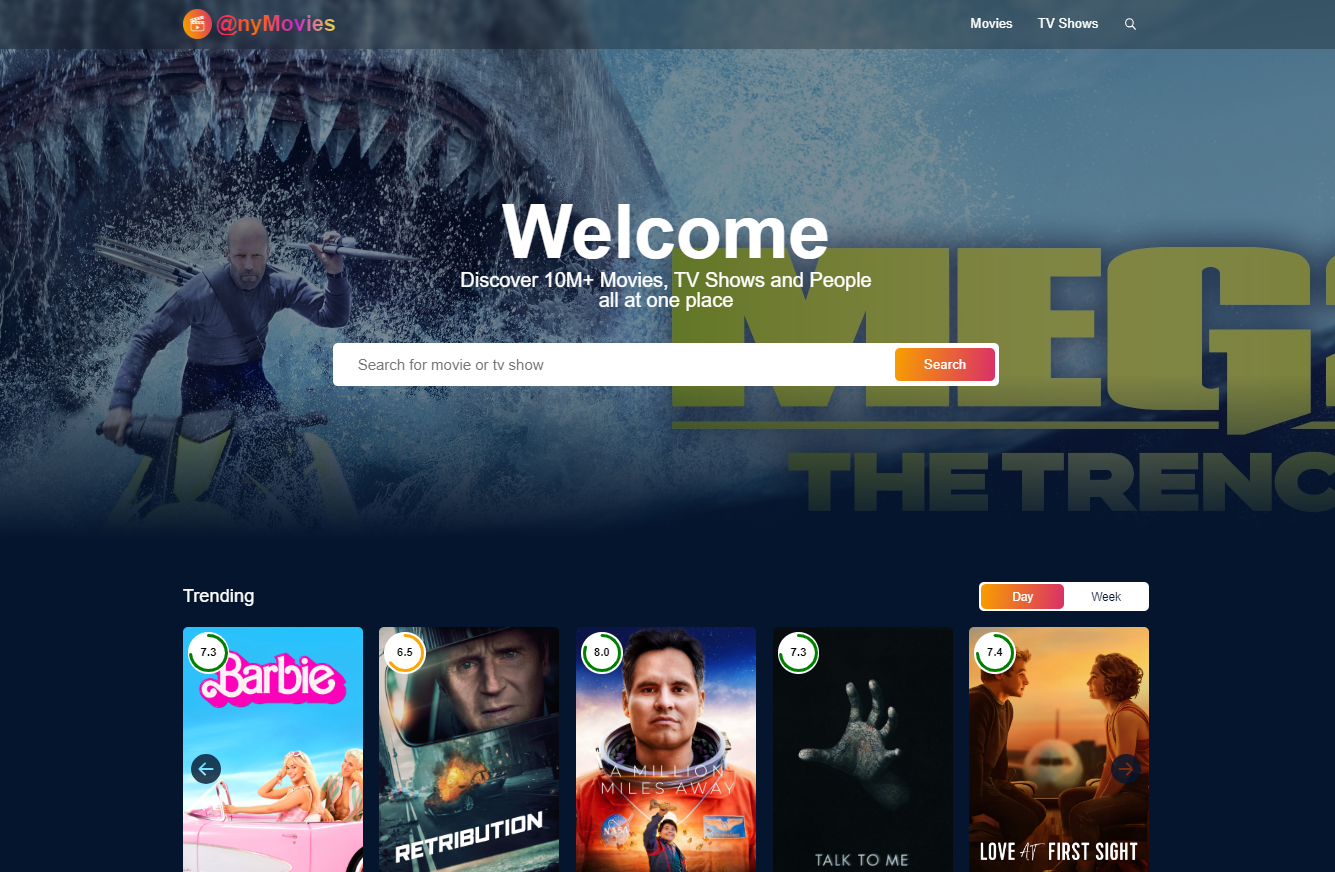 @nyMovies
Movies
TV Shows
Welcome
Discover 10M+ Movies, TV Shows and People
all at one place
Search for movie or tv show
Search
MEG
THE TRENC
Trending
Day
Week
7.3
Barbie
6.5
RETRIBUTION
8.0
A MILLION
MILES AWAY
NASA
7.3
TALK TO ME
7.4
LOVE AT FIRST SIGHT